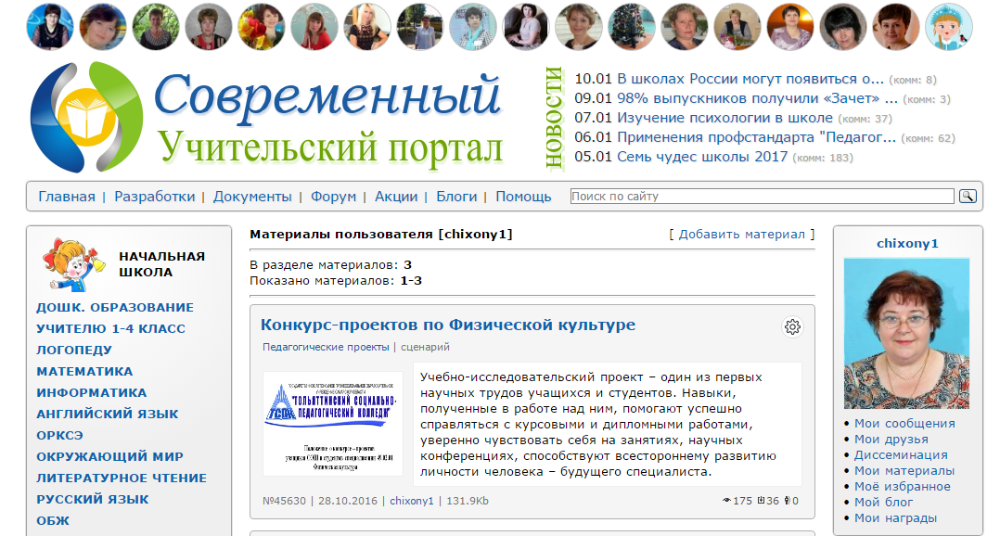 Современный
Учительский портал
новости
10.01 В школах России могут появиться о... (комм: 8)
09.01 98% выпускников получили «Зачет» ... (комм: 3)
07.01 Изучение психологии в школе (комм: 37)
06.01 Применения профстандарта "Педагог... (комм: 62)
05.01 Семь чудес школы 2017 (комм: 183)
Главная | Разработки | Документы | Форум | Акции | Блоги | Помощь
Поиск по сайту
НАЧАЛЬНАЯ
ШКОЛА
ДОШК. ОБРАЗОВАНИЕ
УЧИТЕЛЮ 1-4 КЛАСС
ЛОГОПЕДУ
МАТЕМАТИКА
ИНФОРМАТИКА
АНГЛИЙСКИЙ ЯЗЫК
ОРКСЭ
ОКРУЖАЮЩИЙ МИР
ЛИТЕРАТУРНОЕ ЧТЕНИЕ
РУССКИЙ ЯЗЫК
ОБЖ
Материалы пользователя [chixony1] [ Добавить материал ]
В разделе материалов: 3
Показано материалов: 1-3
Конкурс-проектов по Физической культуре
Педагогические проекты | сценарий
"ТОЛЬЯТТИНСКИЙ СОЦИАЛЬНО-
ПЕДАГОГИЧЕСКИЙ КОЛЛЕДЖ"
Положение о конкурсе – проектов
Физическая культура
Учебно-исследовательский проект – один из первых
научных трудов учащихся и студентов. Навыки,
полученные в работе над ним, помогают успешно
справляться с курсовыми и дипломными работами,
уверенно чувствовать себя на занятиях, научных
конференциях, способствуют всестороннему развитию
личности человека – будущего специалиста.
№45630 | 28.10.2016 | chixony1 | 131.9Kb 175 36 0
chixony1
• Мои сообщения
• Мои друзья
• Диссеминация
• Мои материалы
• Моё избранное
• Мой блог
• Мои награды